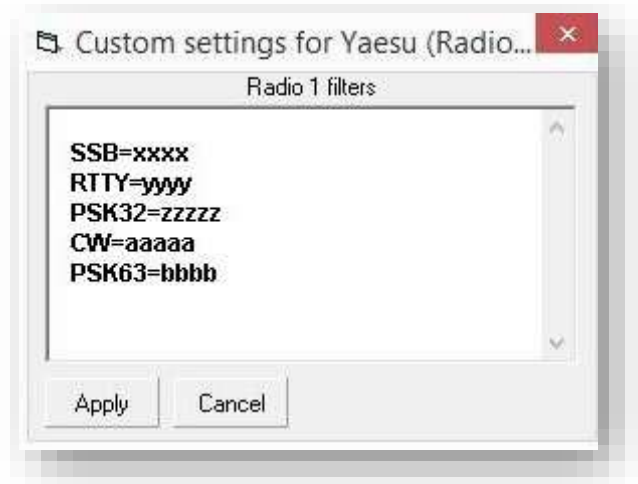 Custom settings for Yaesu (Radio...
Radio 1 filters
SSB=xxxx
RTTY=yyyy
PSK32=zzzzz
CW=aaaaa
PSK63=bbbb
Apply Cancel